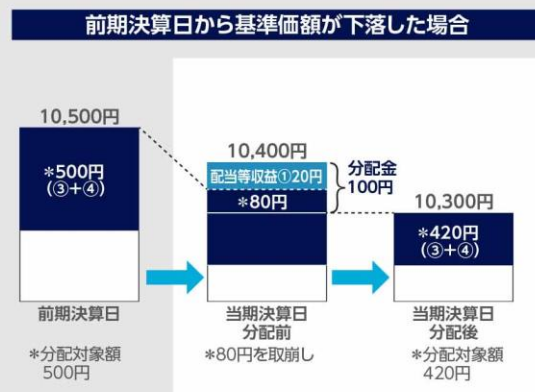 前期決算日から基準価額が下落した場合
10,500円
*500円
(③+④)
前期決算日
*分配対象額
500円
10,400円
配当等収益①20円
*80円
分配金
100円
当期決算日
分配前
*80円を取崩し
10,300円
*420円
(③+④)
当期決算日
分配後
*分配対象額
420円